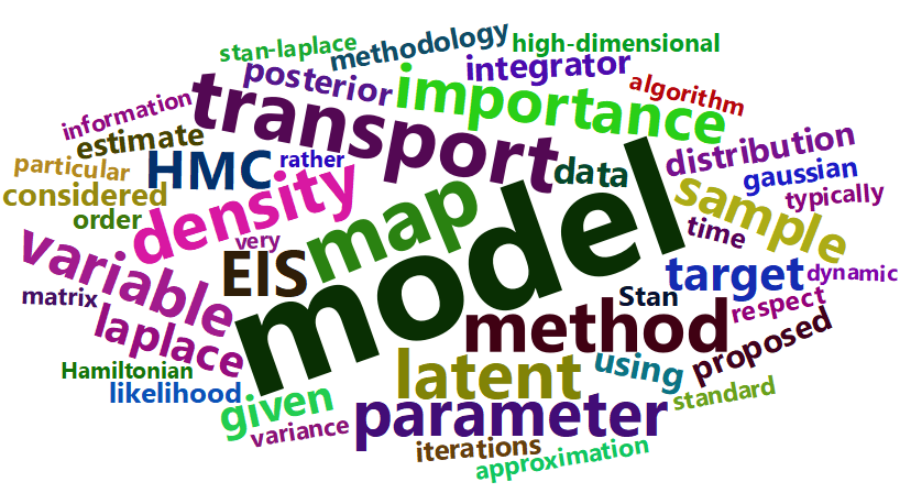 stan-laplace
methodology
high-dimensional
posterior
integrator
algorithm
information
transport
importance
estimate
particular
HMC
rather
data
distribution
gaussian
considered
typically
order
density
map
sample
very
time
variable
EIS
model
target
dynamic
matrix
Stan
respect
laplace
method
proposed
Hamiltonian
latent
using
likelihood
given
parameter
standard
variance
iterations
approximation